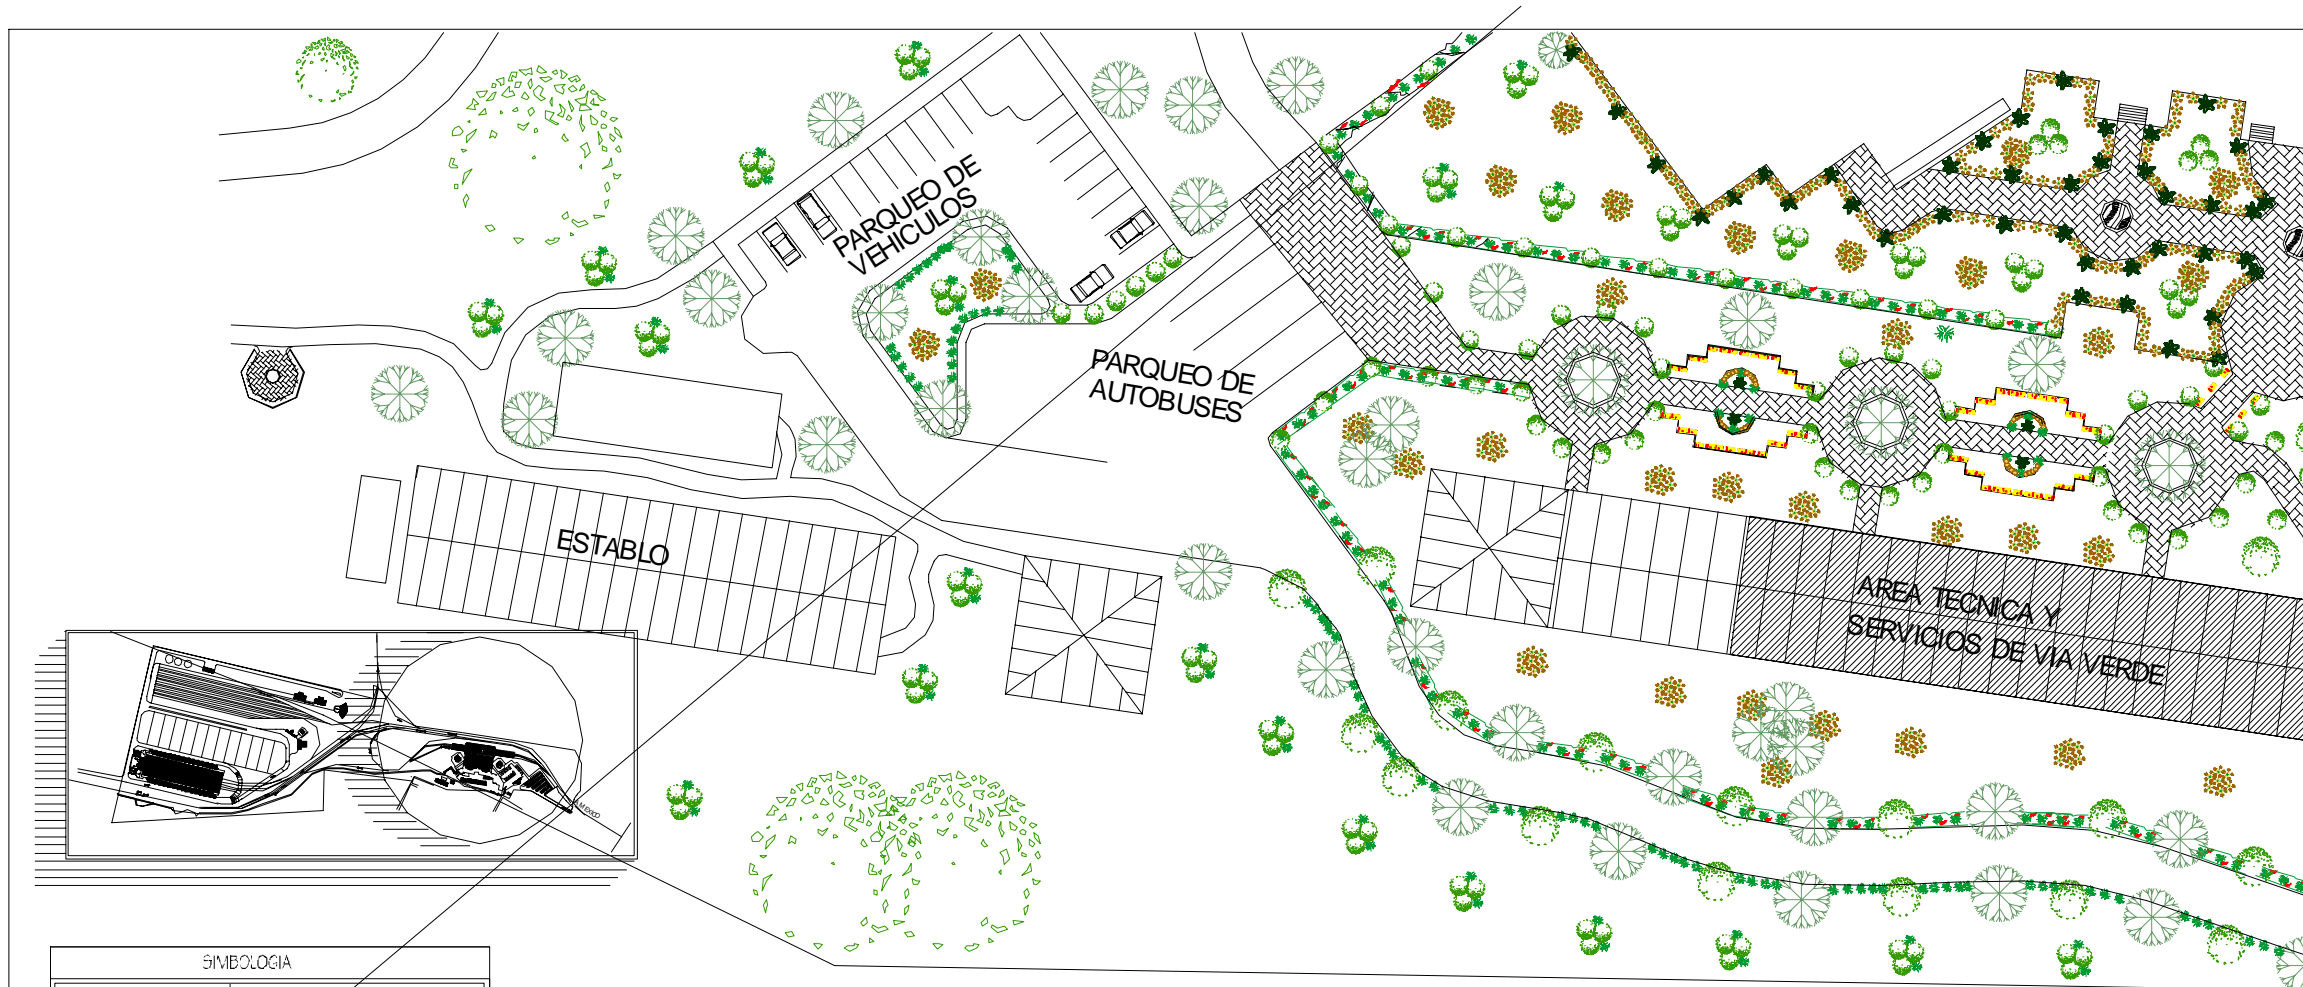 PARQUEO DE
VEHICULOS
PARQUEO DE
AUTOBUSES
ESTABLO
AREA TECNICA Y
SERVICIOS DE VIA VERDE
SIMBOLOGIA